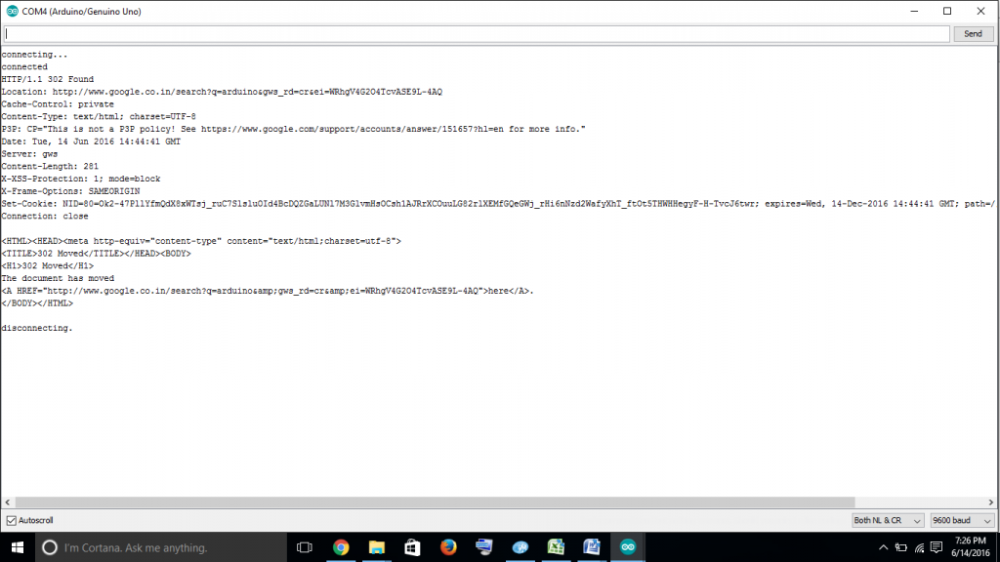 COM4 (Arduino/Genuino Uno)
Send
connecting...
connected
HTTP/1.1 302 Found
Location: http://www.google.co.in/search?q=arduino&gws_rd=cr&ei=WRhgV4G2O4TcvASE9L-4AQ
Cache-Control: private
Content-Type: text/html; charset=UTF-8
P3P: CP="This is not a P3P policy! See https://www.google.com/support/accounts/answer/151657?hl=en for more info."
Date: Tue, 14 Jun 2016 14:44:41 GMT
Server: gws
Content-Length: 281
X-XSS-Protection: 1; mode=block
X-Frame-Options: SAMEORIGIN
Set-Cookie: expires=Wed, 14-Dec-2016 14:44:41 GMT; path=/
Connection: close
<HTML><HEAD><meta http-equiv="content-type" content="text/html;charset=utf-8">
<TITLE>302 Moved</TITLE></HEAD><BODY>
<H1>302 Moved</H1>
The document has moved
<A HREF="http://www.google.co.in/search?q=arduino&amp;gws_rd=cr&amp;ei=WRhgV4G2O4TcvASE9L-4AQ">here</A>.
</BODY></HTML>
disconnecting.
Autoscroll
Both NL & CR
9600 baud
I'm Cortana. Ask me anything.
7:26 PM
6/14/2016